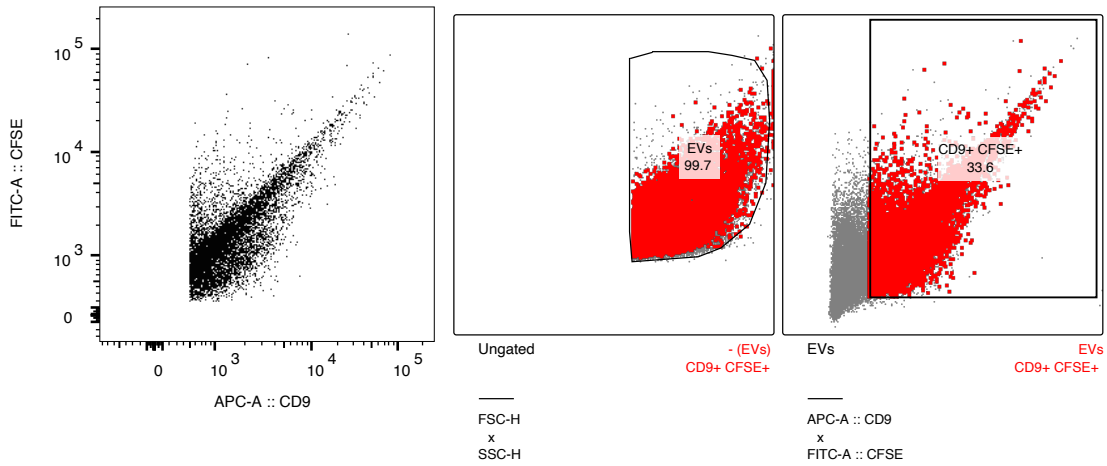 10^5
10^4
10^3
0
FITC-A :: CFSE
0
10^3
10^4
10^5
APC-A :: CD9
EVs
99.7
Ungated
- (EVs)
CD9+ CFSE+
FSC-H
x
SSC-H
CD9+ CFSE+
33.6
EVs
EVs
CD9+ CFSE+
APC-A :: CD9
x
FITC-A :: CFSE